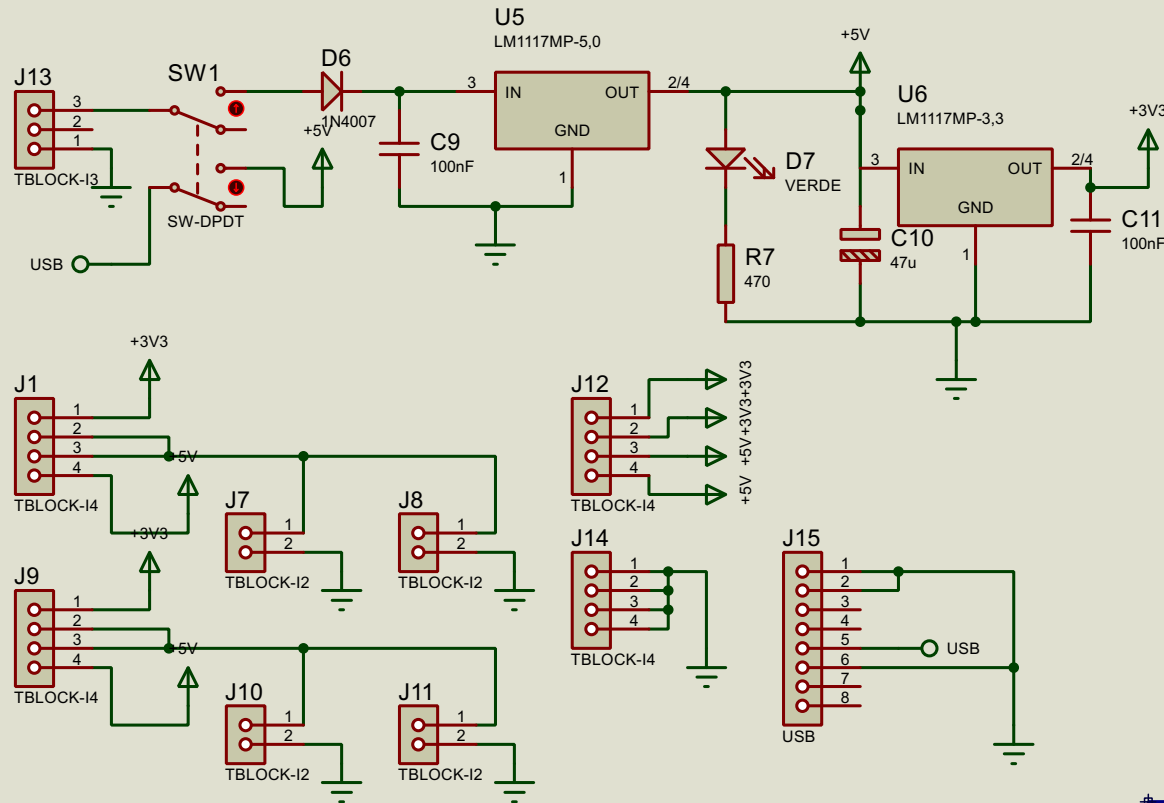 U5
LM1117MP-5,0
J13
3
2
1
TBLOCK-I3
SW1
SW-DPDT
USB
D6
1N4007
+5V
C9
100nF
3
IN
OUT
2/4
GND
1
+5V
D7
VERDE
R7
470
U6
LM1117MP-3,3
3
IN
OUT
2/4
GND
1
C10
47u
+3V3
C11
100nF
+3V3
J1
1
2
3
4
TBLOCK-I4
+5V
J7
1
2
TBLOCK-I2
J8
1
2
TBLOCK-I2
J12
1
2
3
4
TBLOCK-I4
+3V3
+3V3
+5V
+5V
+3V3
J9
1
2
3
4
TBLOCK-I4
+5V
J10
1
2
TBLOCK-I2
J11
1
2
TBLOCK-I2
J14
1
2
3
4
TBLOCK-I4
J15
1
2
3
4
5
6
7
8
USB
USB